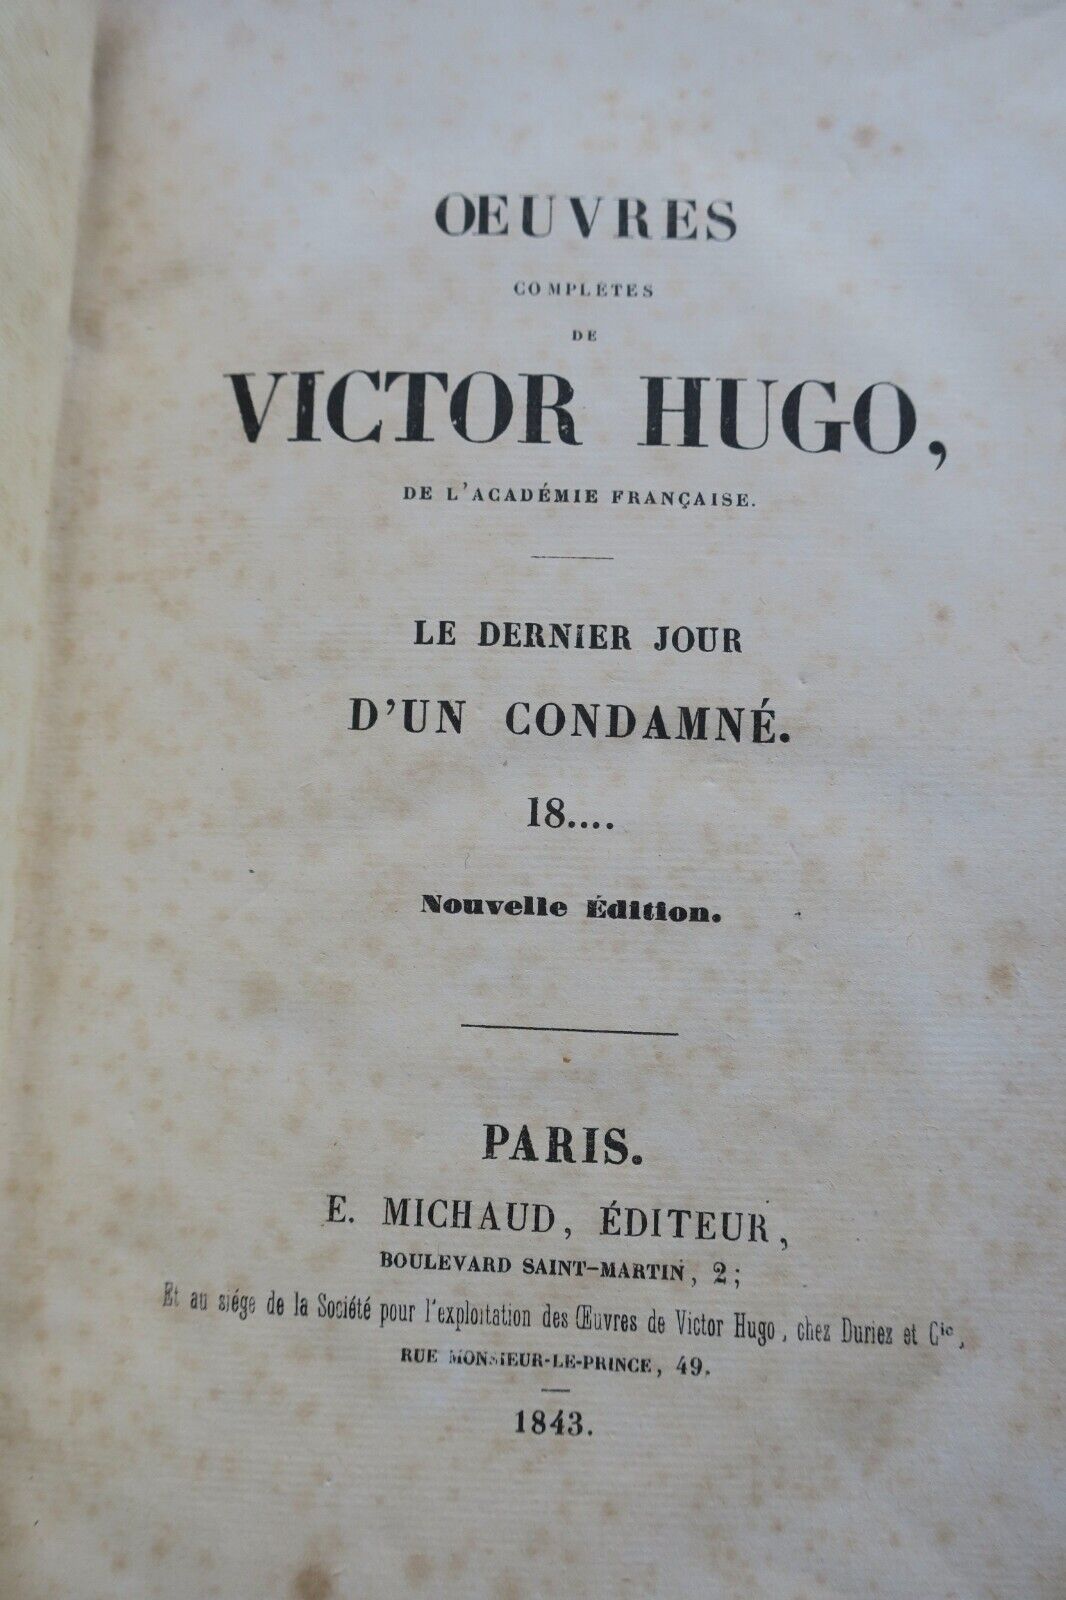 OEUVRES
COMPLÈTES
DE
VICTOR HUGO,
DE L'ACADÉMIE FRANÇAISE.
LE DERNIER JOUR
D'UN CONDAMNÉ.
18....
Nouvelle Édition.
PARIS.
E. MICHAUD, ÉDITEUR,
BOULEVARD SAINT-MARTIN, 2;
Et au siége de la Société pour l'exploitation des Œuvres de Victor Hugo, chez Duriez et Cie,
RUE MONSIEUR-LE-PRINCE, 49.
1843.